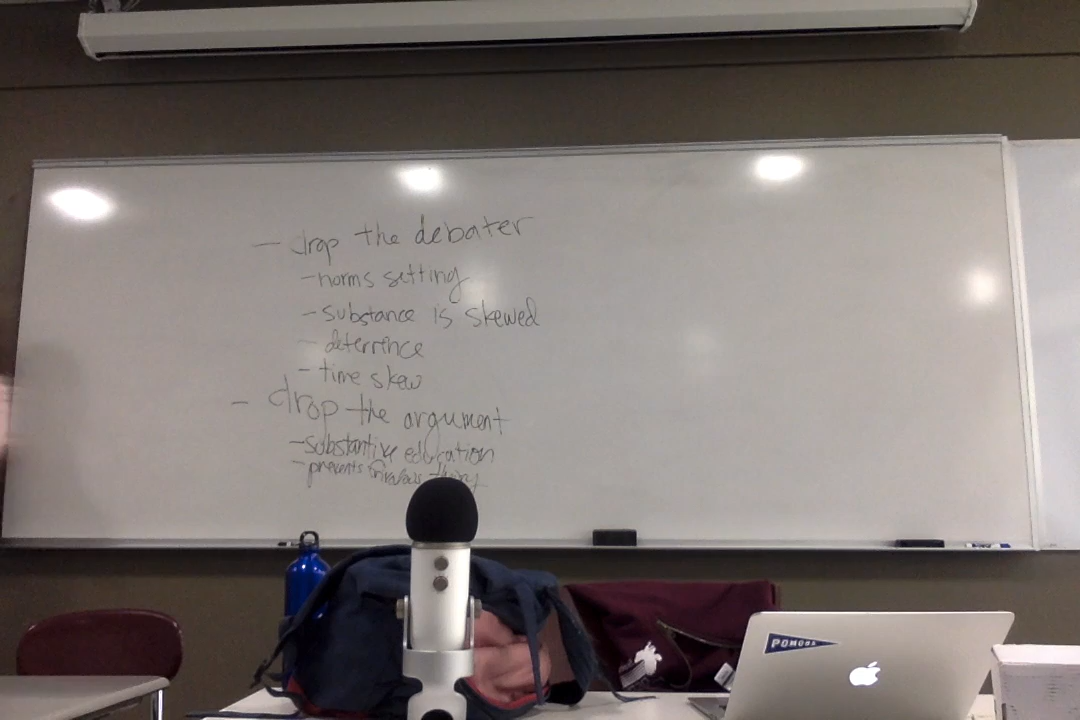 - drop the debater
- norms setting
- substance is skewed
- deterrence
- time skew
- drop the argument
- substantive education
- prevents frivolous theory
POMONA